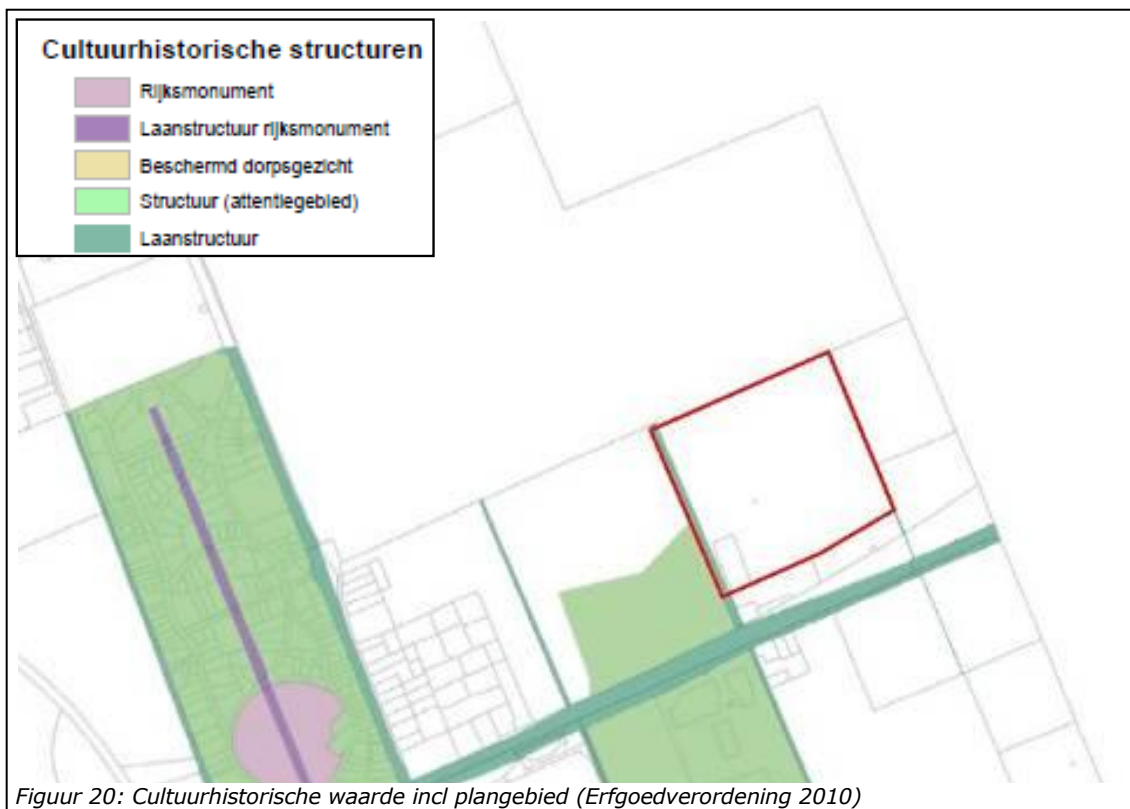 Cultuurhistorische structuren
Rijksmonument
Laanstructuur rijksmonument
Beschermd dorpsgezicht
Structuur (attentiegebied)
Laanstructuur
Figuur 20: Cultuurhistorische waarde incl plangebied (Erfgoedverordening 2010)